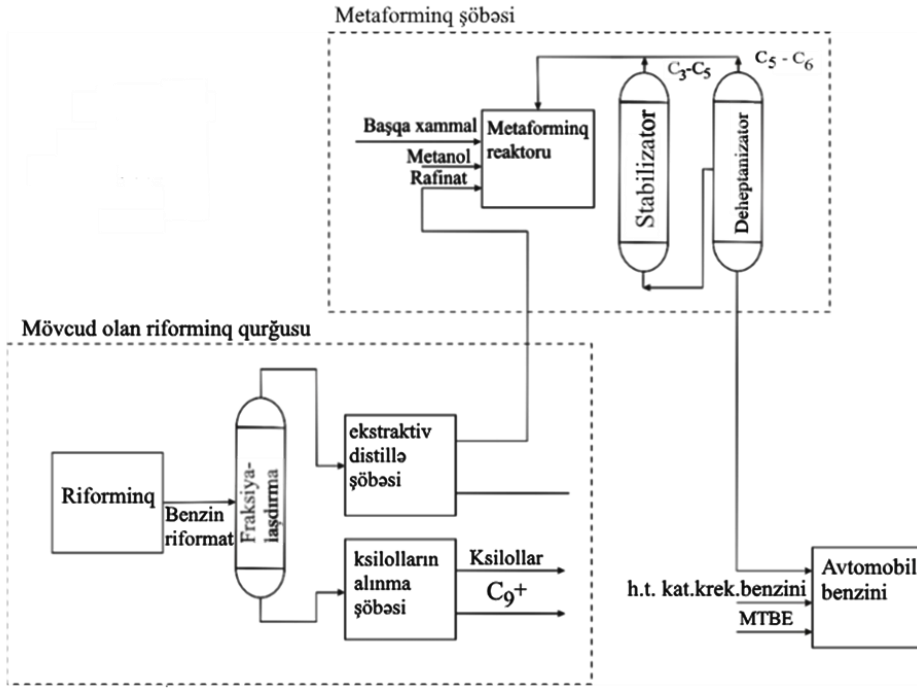 Metaforminq şöbəsi
C3-C5
C5 - C6
Başqa xammal
Metanol
Rafinat
Metaforminq
reaktoru
Stabilizator
Deheptanizator
Mövcud olan riforminq qurğusu
Riforminq
Benzin
riformat
Fraksiya-
laşdırma
ekstraktiv
distillə
şöbəsi
ksilolların
alınma
şöbəsi
Ksilollar
C9+
h.t. kat.krek.benzini
MTBE
Avtomobil
benzini